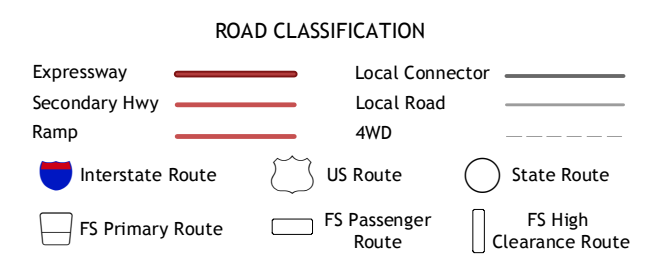 ROAD CLASSIFICATION
Expressway
Local Connector
Secondary Hwy
Local Road
Ramp
4WD
Interstate Route
US Route
State Route
FS Primary Route
FS Passenger
Route
FS High
Clearance Route